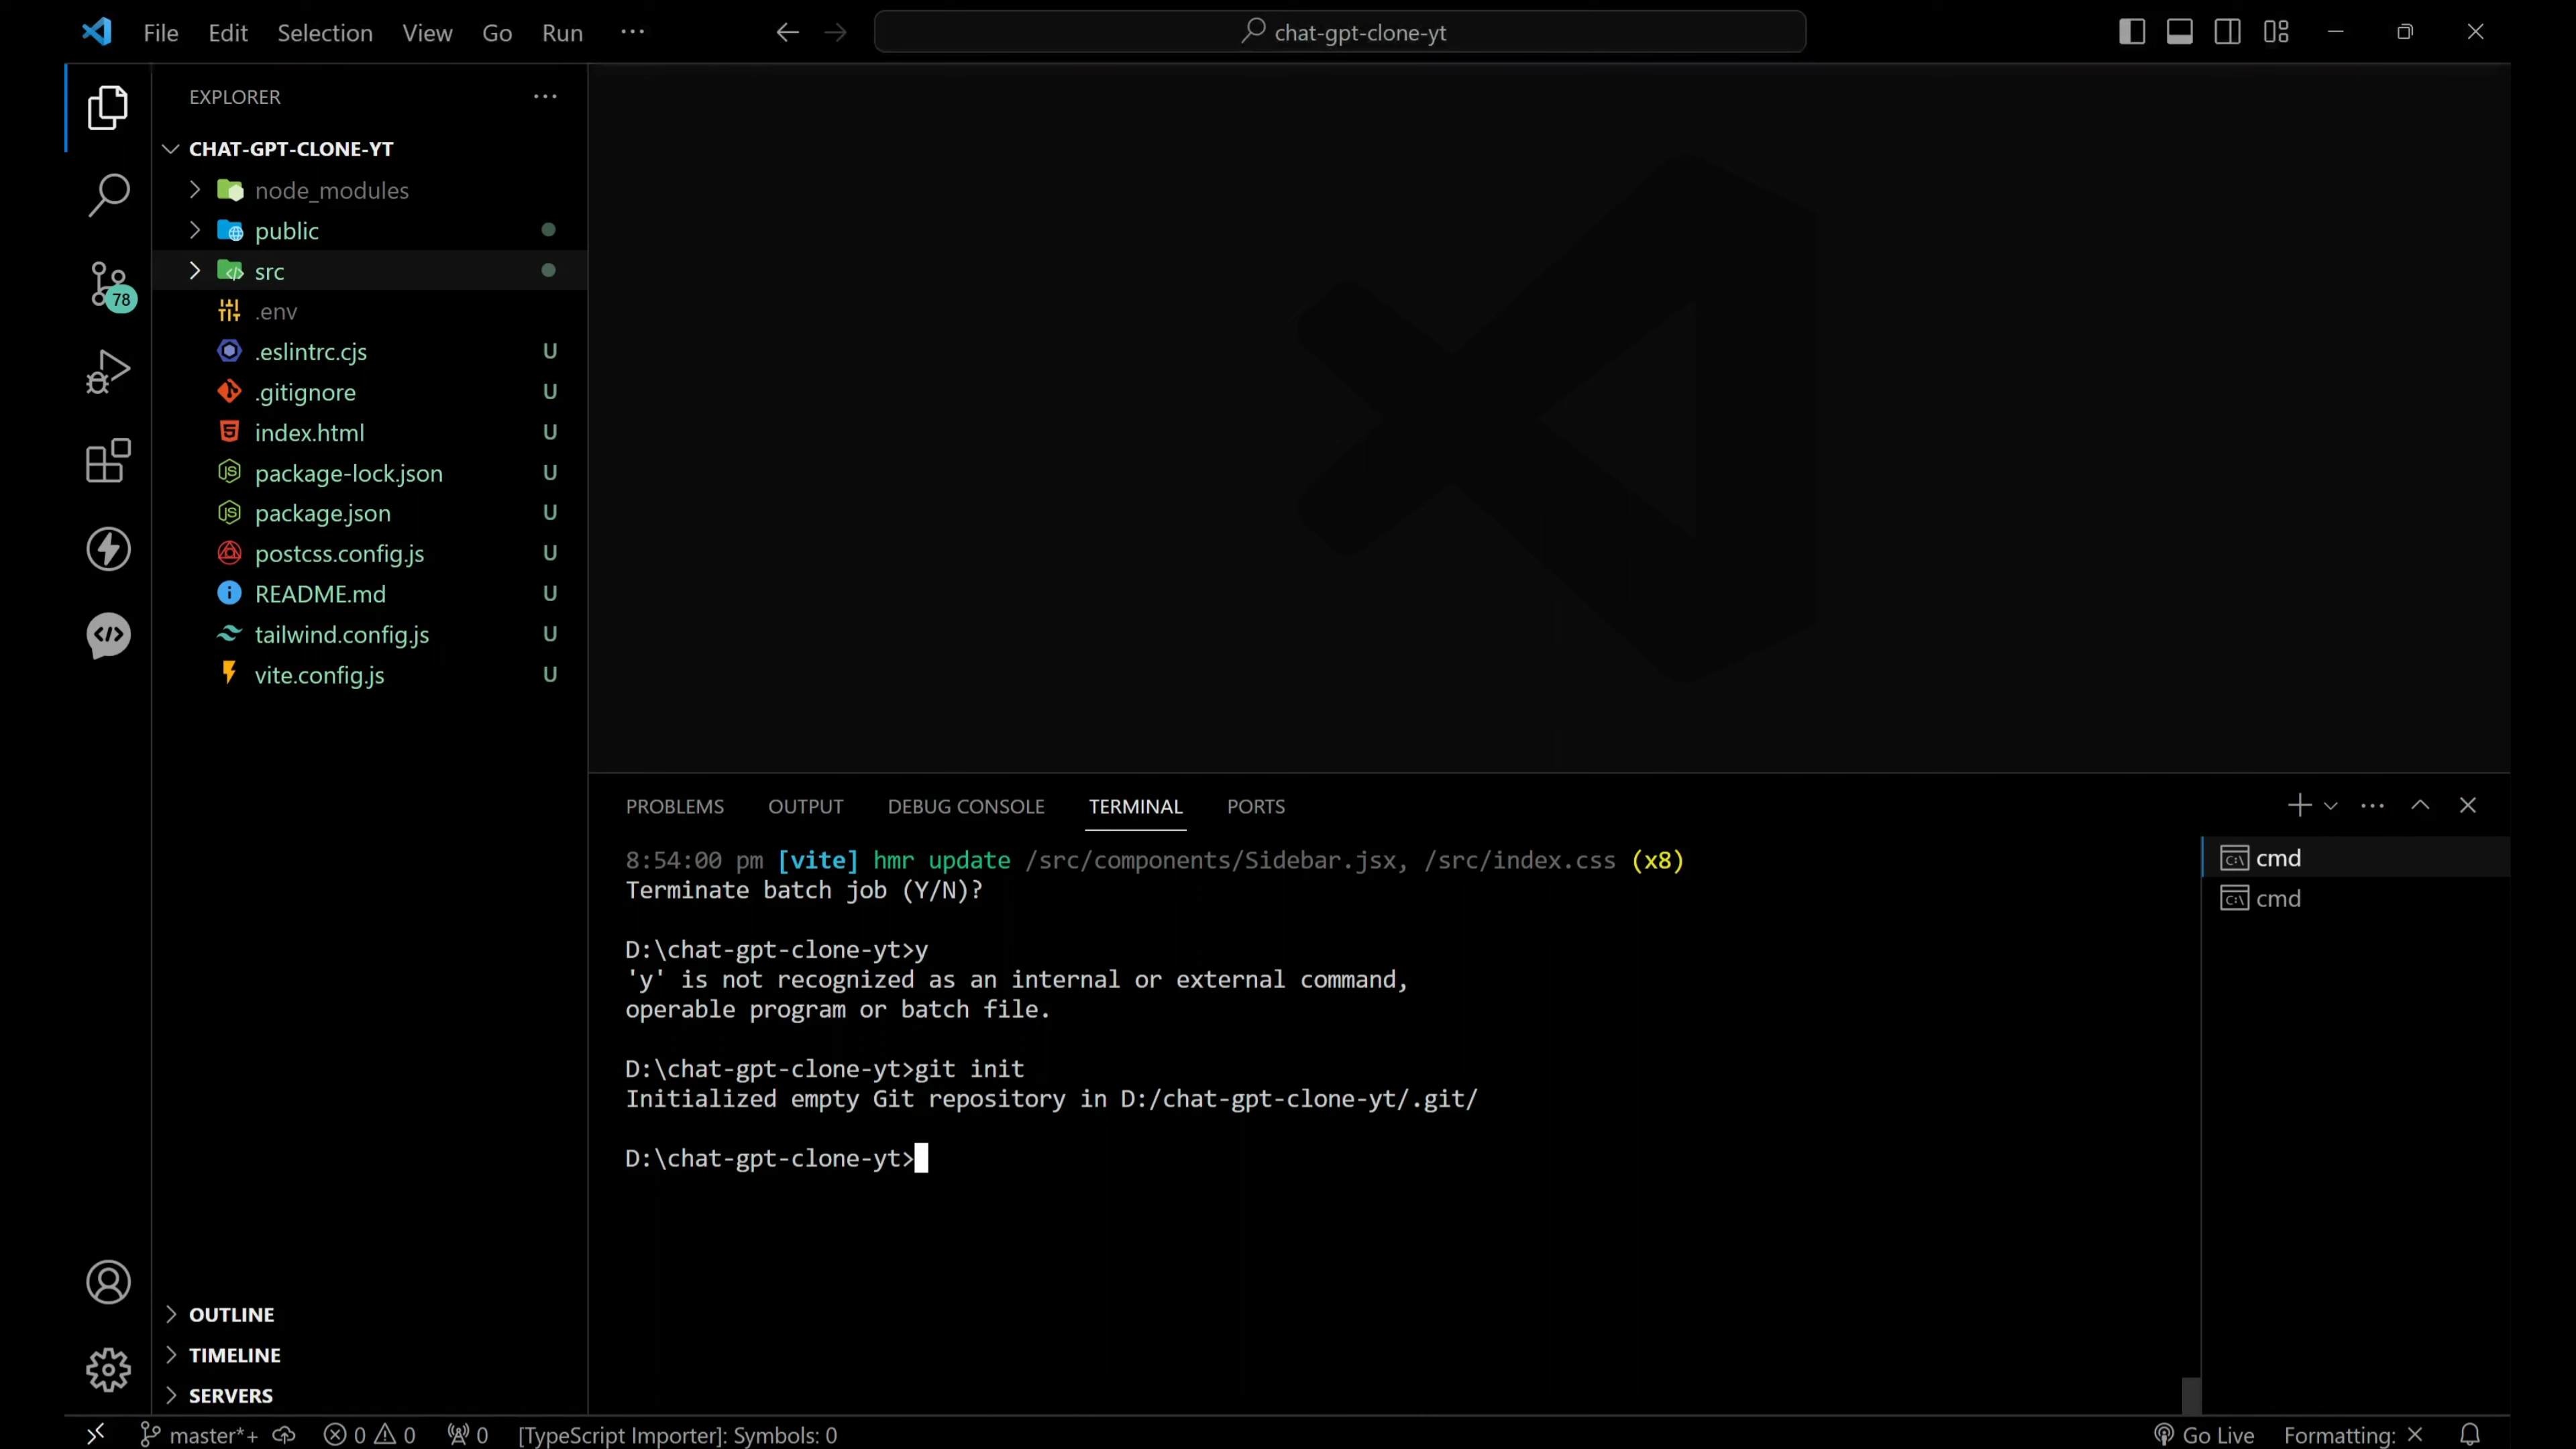 File Edit Selection View Go Run ···
chat-gpt-clone-yt
EXPLORER ···
CHAT-GPT-CLONE-YT
node_modules
public
src
.env
.eslintrc.cjs U
.gitignore U
index.html U
package-lock.json U
package.json U
postcss.config.js U
README.md U
tailwind.config.js U
vite.config.js U
78
OUTLINE
TIMELINE
SERVERS
PROBLEMS OUTPUT DEBUG CONSOLE TERMINAL PORTS
8:54:00 pm [vite] hmr update /src/components/Sidebar.jsx, /src/index.css (x8)
Terminate batch job (Y/N)?
D:\chat-gpt-clone-yt>y
'y' is not recognized as an internal or external command,
operable program or batch file.
D:\chat-gpt-clone-yt>git init
Initialized empty Git repository in D:/chat-gpt-clone-yt/.git/
D:\chat-gpt-clone-yt>
cmd
cmd
master*+ 0 0 0 [TypeScript Importer]: Symbols: 0 Go Live Formatting: ×